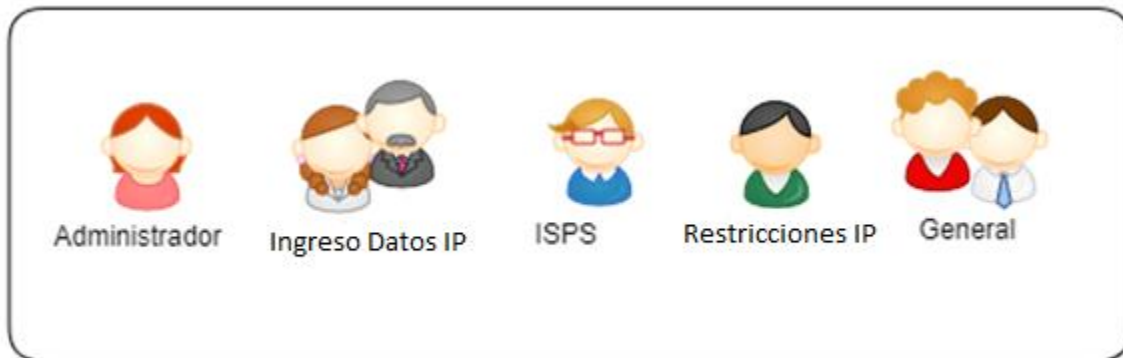 Administrador
Ingreso Datos IP
ISPS
Restricciones IP
General